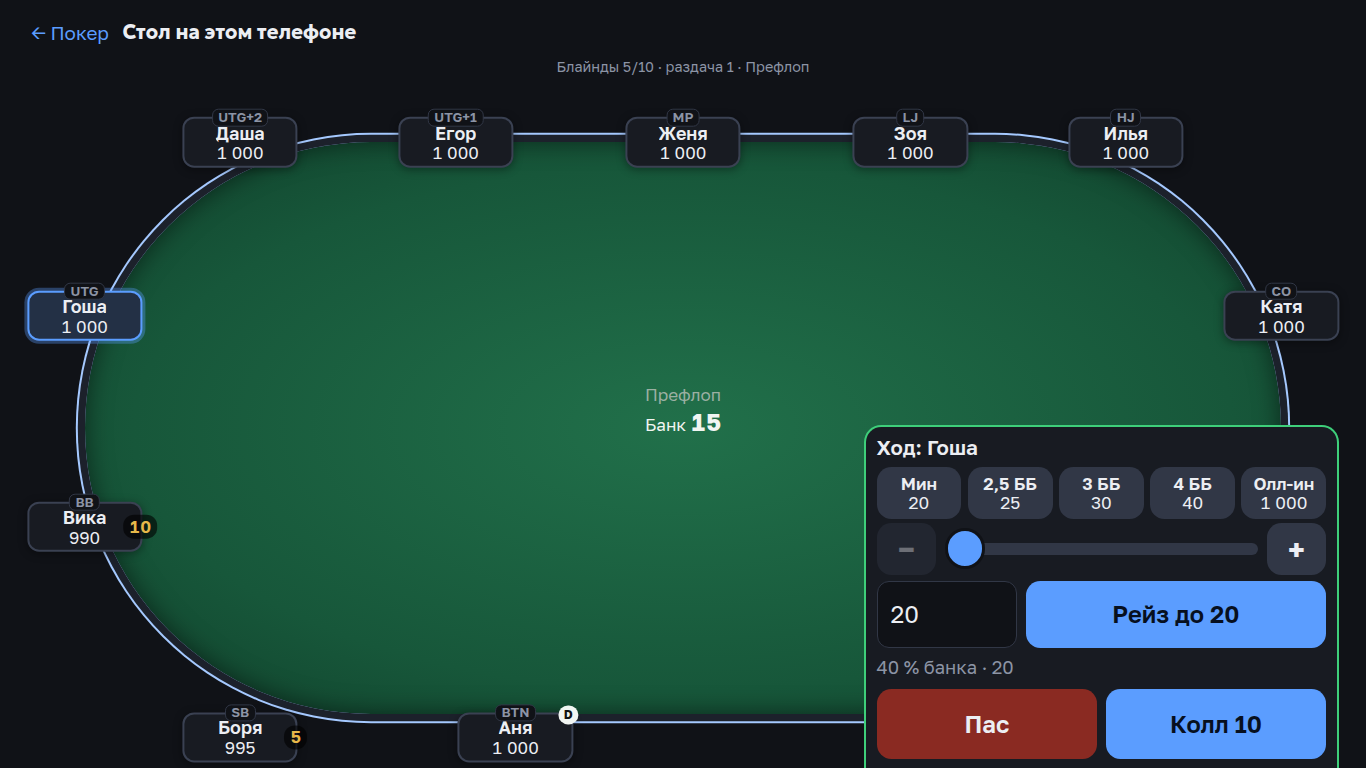 ← Покер Стол на этом телефоне
Блайнды 5/10 · раздача 1 · Префлоп
UTG+2
Даша
1 000
UTG+1
Егор
1 000
MP
Женя
1 000
LJ
Зоя
1 000
HJ
Илья
1 000
UTG
Гоша
1 000
CO
Катя
1 000
Префлоп
Банк 15
BB
Вика
990
10
SB
Боря
995
5
BTN
Аня
1 000
D
Ход: Гоша
Мин
20
2,5 ББ
25
3 ББ
30
4 ББ
40
Олл-ин
1 000
−
+
20
Рейз до 20
40 % банка · 20
Пас
Колл 10